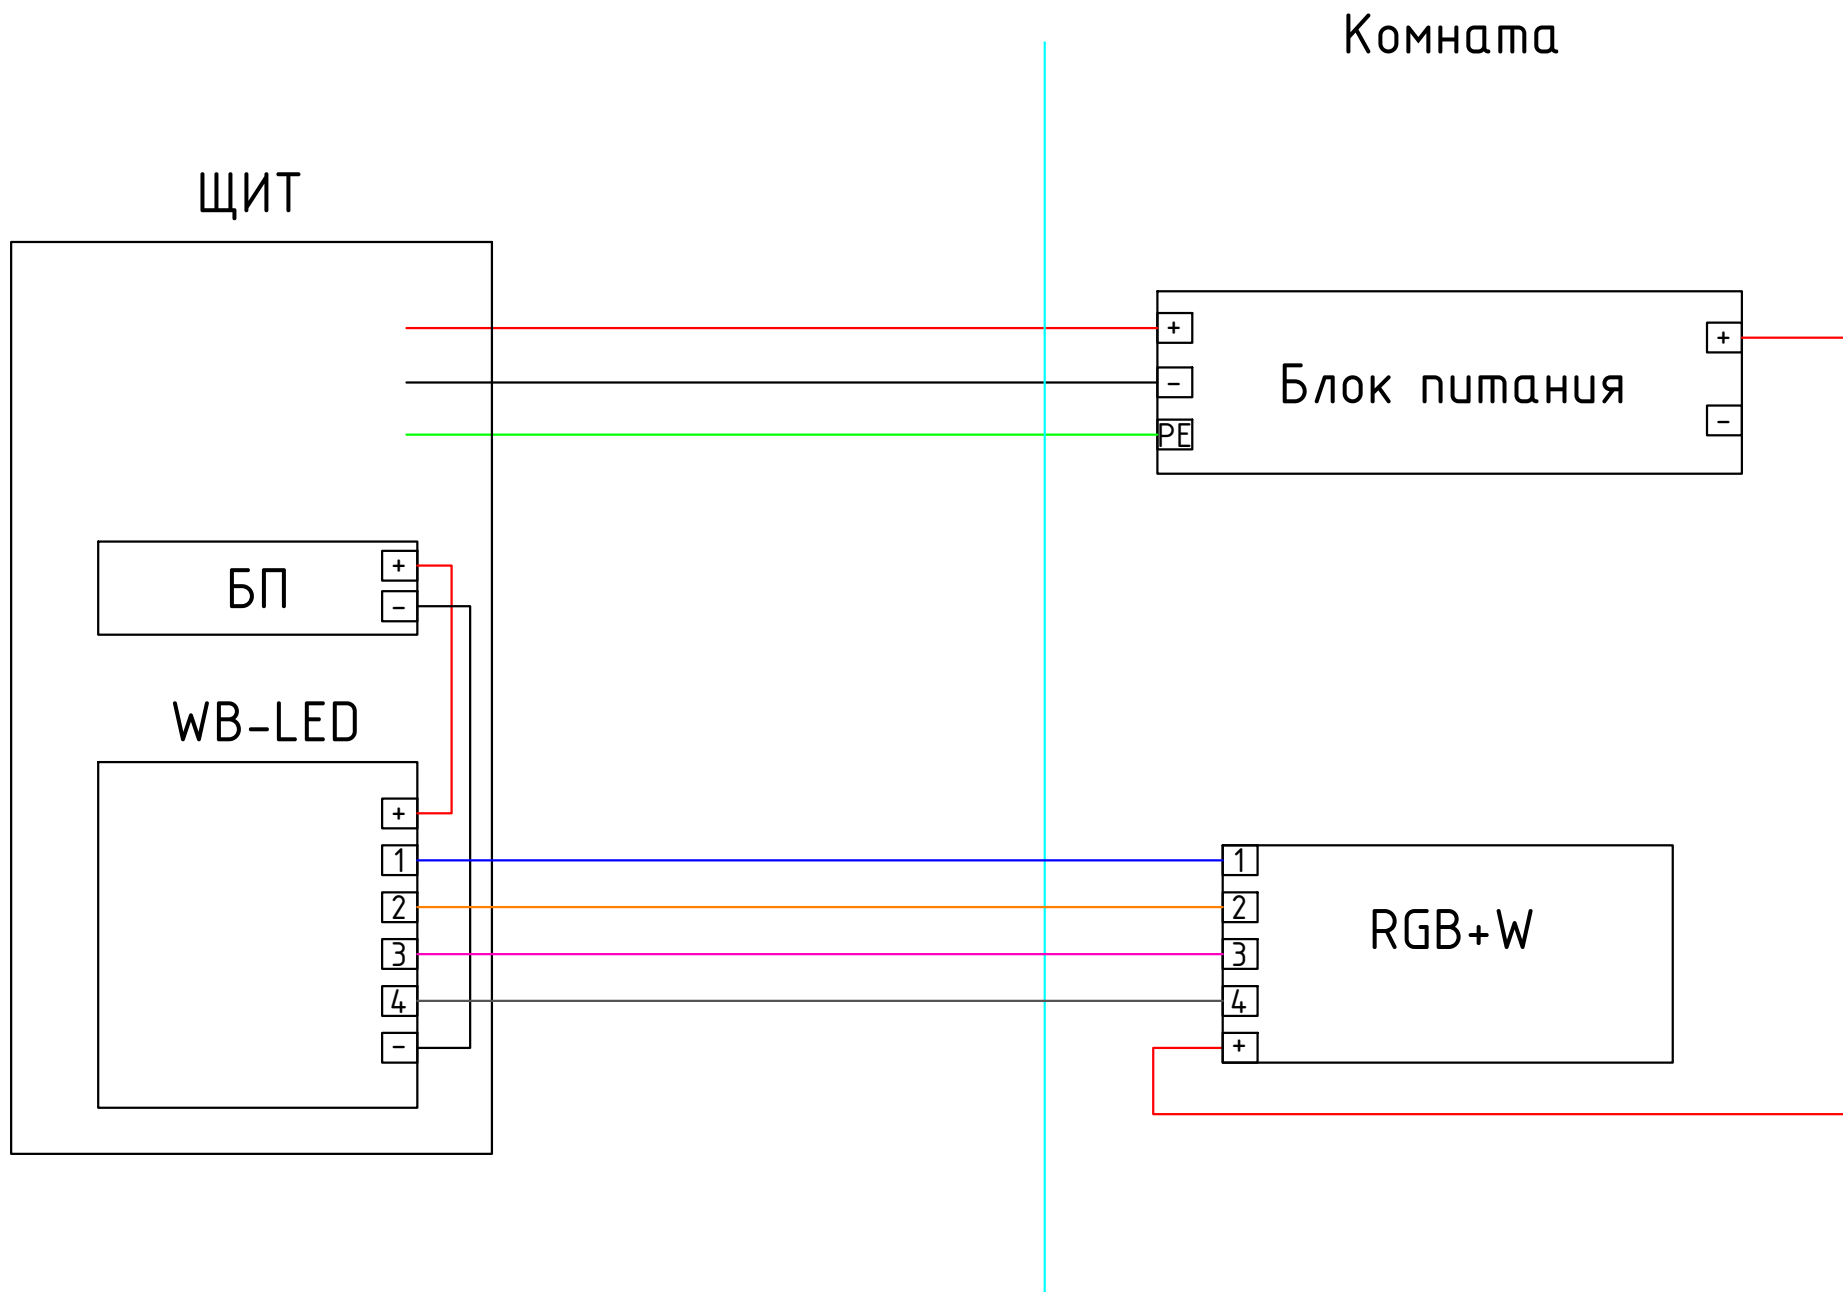 Комната
ЩИТ
+
-
PE
Блок питания
+
-
БП
+
-
WB-LED
+
1
2
3
4
-
1
2
3
4
+
RGB+W